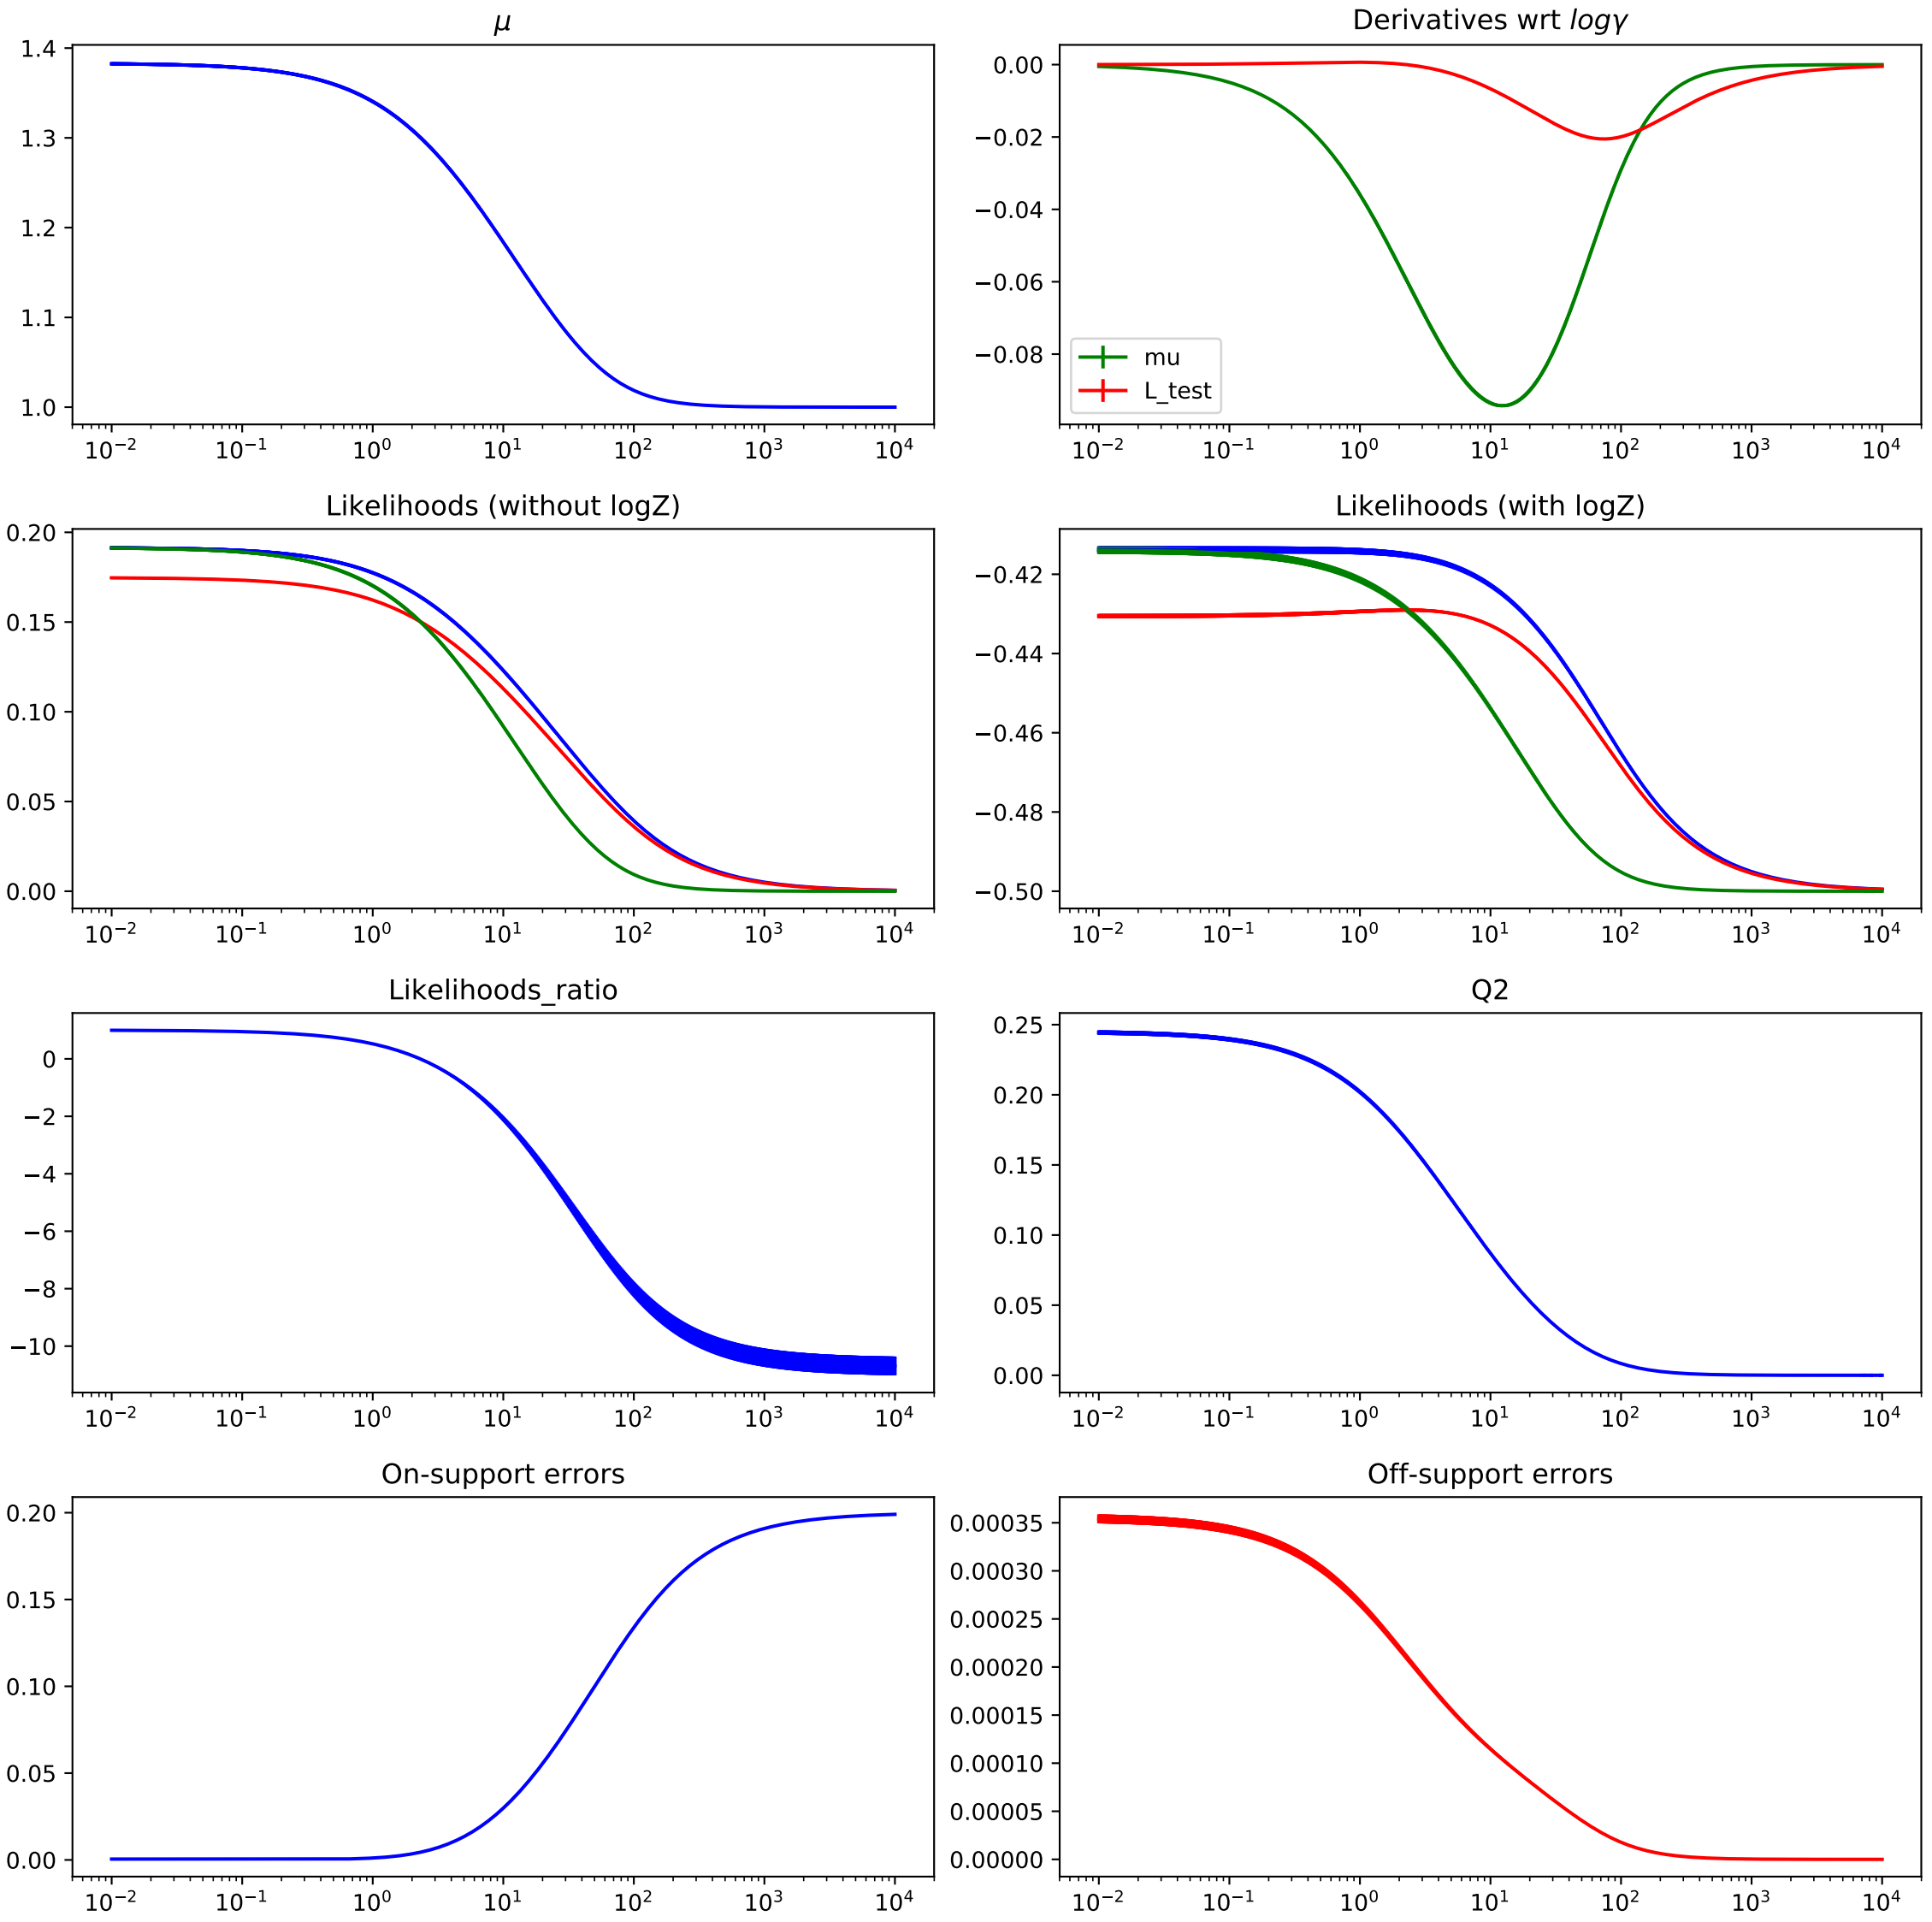 μ
1.4
1.3
1.2
1.1
1.0
10⁻² 10⁻¹ 10⁰ 10¹ 10² 10³ 10⁴
Derivatives wrt logγ
0.00
−0.02
−0.04
−0.06
−0.08
mu
L_test
10⁻² 10⁻¹ 10⁰ 10¹ 10² 10³ 10⁴
Likelihoods (without logZ)
0.20
0.15
0.10
0.05
0.00
10⁻² 10⁻¹ 10⁰ 10¹ 10² 10³ 10⁴
Likelihoods (with logZ)
−0.42
−0.44
−0.46
−0.48
−0.50
10⁻² 10⁻¹ 10⁰ 10¹ 10² 10³ 10⁴
Likelihoods_ratio
0
−2
−4
−6
−8
−10
10⁻² 10⁻¹ 10⁰ 10¹ 10² 10³ 10⁴
Q2
0.25
0.20
0.15
0.10
0.05
0.00
10⁻² 10⁻¹ 10⁰ 10¹ 10² 10³ 10⁴
On-support errors
0.20
0.15
0.10
0.05
0.00
10⁻² 10⁻¹ 10⁰ 10¹ 10² 10³ 10⁴
Off-support errors
0.00035
0.00030
0.00025
0.00020
0.00015
0.00010
0.00005
0.00000
10⁻² 10⁻¹ 10⁰ 10¹ 10² 10³ 10⁴